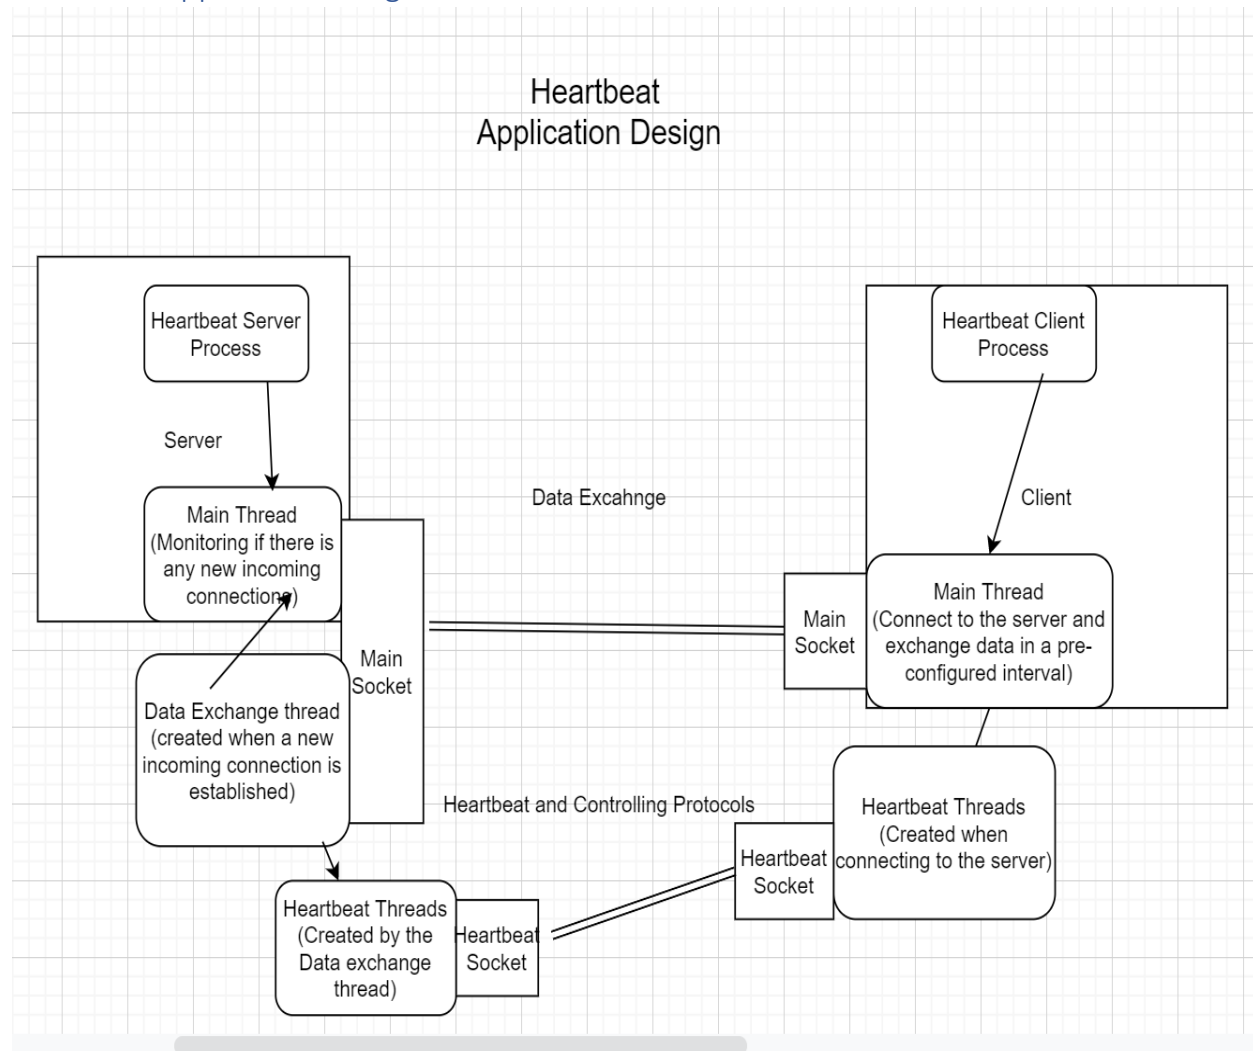 Heartbeat
Application Design
Heartbeat Server
Process
Server
Main Thread
(Monitoring if there is
any new incoming
connections)
Data Exchange thread
(created when a new
incoming connection is
established)
Main
Socket
Heartbeat Threads
(Created by the
Data exchange
thread)
Heartbeat
Socket
Data Excahnge
Heartbeat and Controlling Protocols
Heartbeat Client
Process
Client
Main
Socket
Main Thread
(Connect to the server and
exchange data in a pre-
configured interval)
Heartbeat
Socket
Heartbeat Threads
(Created when
connecting to the server)